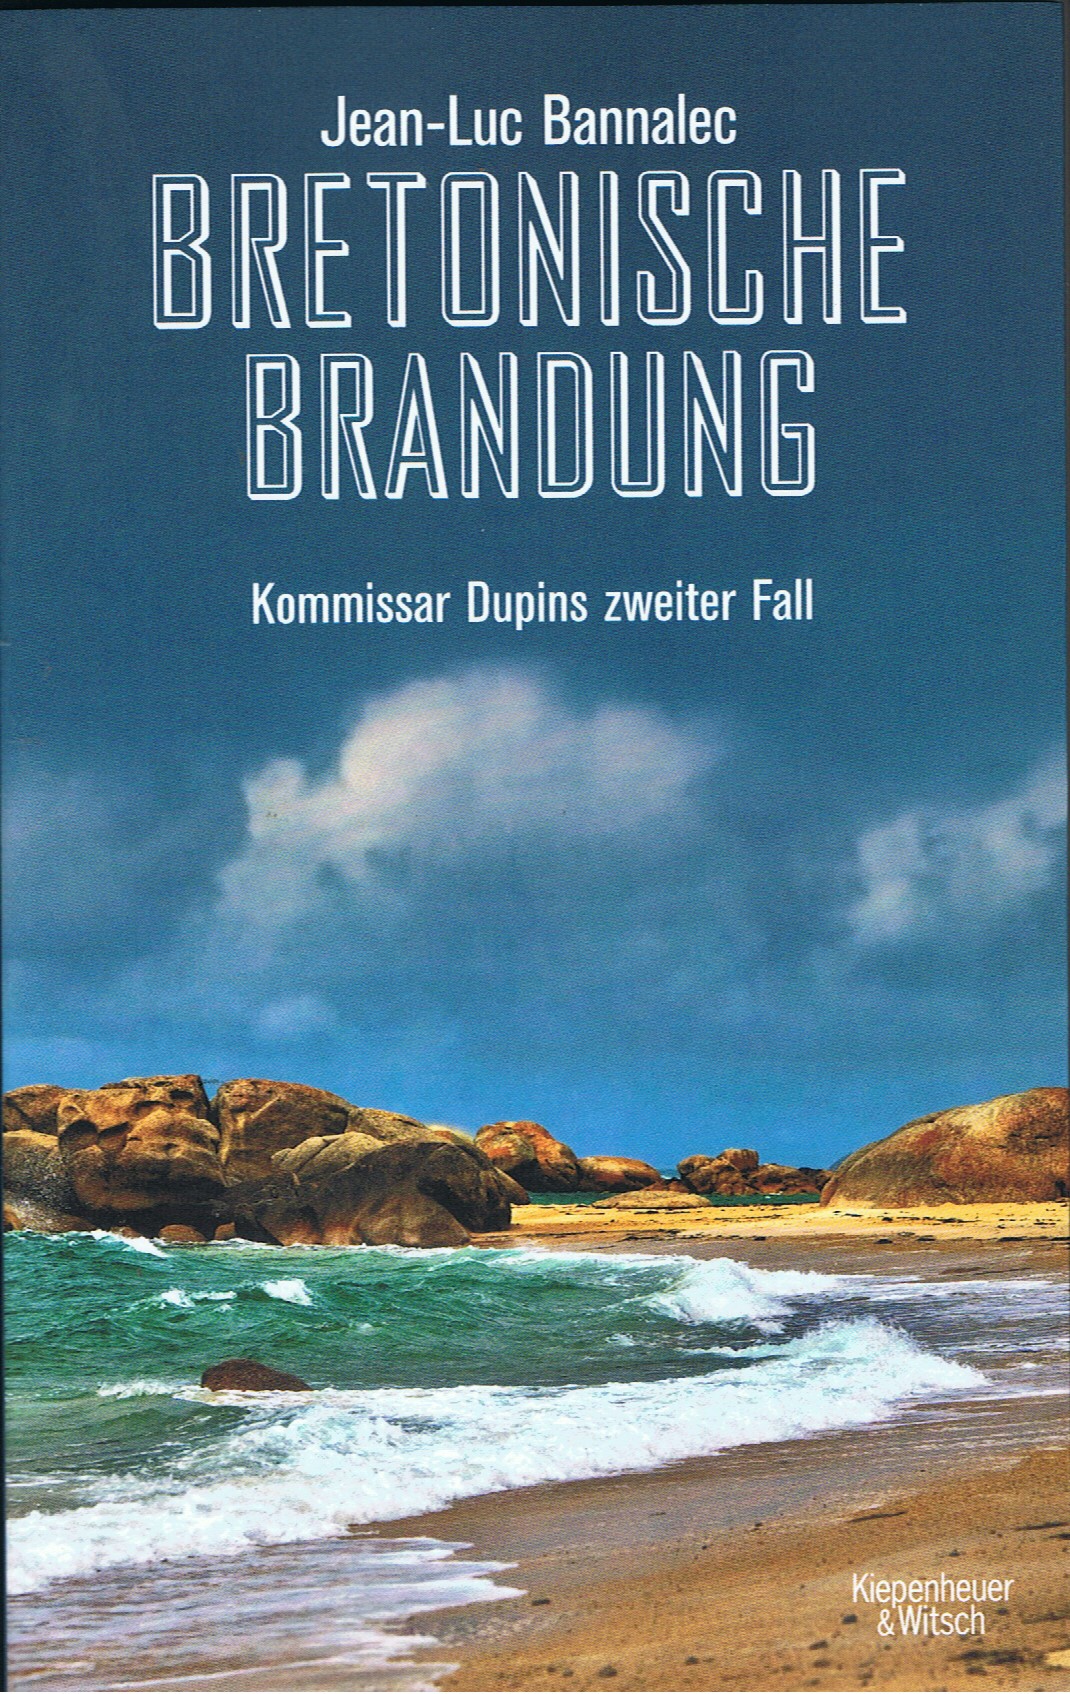 Jean-Luc Bannalec
BRETONISCHE
BRANDUNG
Kommissar Dupins zweiter Fall
Kiepenheuer
&Witsch